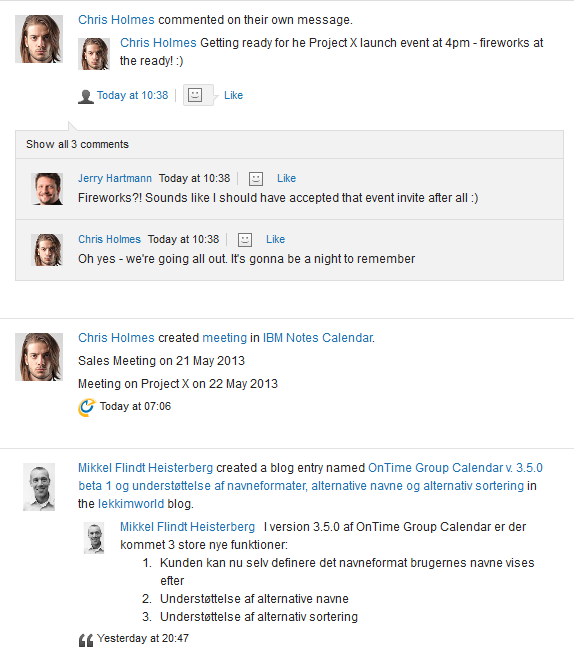 Chris Holmes commented on their own message.
Chris Holmes Getting ready for he Project X launch event at 4pm - fireworks at
the ready! :)
Today at 10:38 Like
Show all 3 comments
Jerry Hartmann Today at 10:38 Like
Fireworks?! Sounds like I should have accepted that event invite after all :)
Chris Holmes Today at 10:38 Like
Oh yes - we're going all out. It's gonna be a night to remember
Chris Holmes created meeting in IBM Notes Calendar.
Sales Meeting on 21 May 2013
Meeting on Project X on 22 May 2013
Today at 07:06
Mikkel Flindt Heisterberg created a blog entry named OnTime Group Calendar v. 3.5.0
beta 1 og understøttelse af navneformater, alternative navne og alternativ sortering in
the lekkimworld blog.
Mikkel Flindt Heisterberg I version 3.5.0 af OnTime Group Calendar er der
kommet 3 store nye funktioner:
1. Kunden kan nu selv definere det navneformat brugernes navne vises
efter
2. Understøttelse af alternative navne
3. Understøttelse af alternativ sortering
Yesterday at 20:47